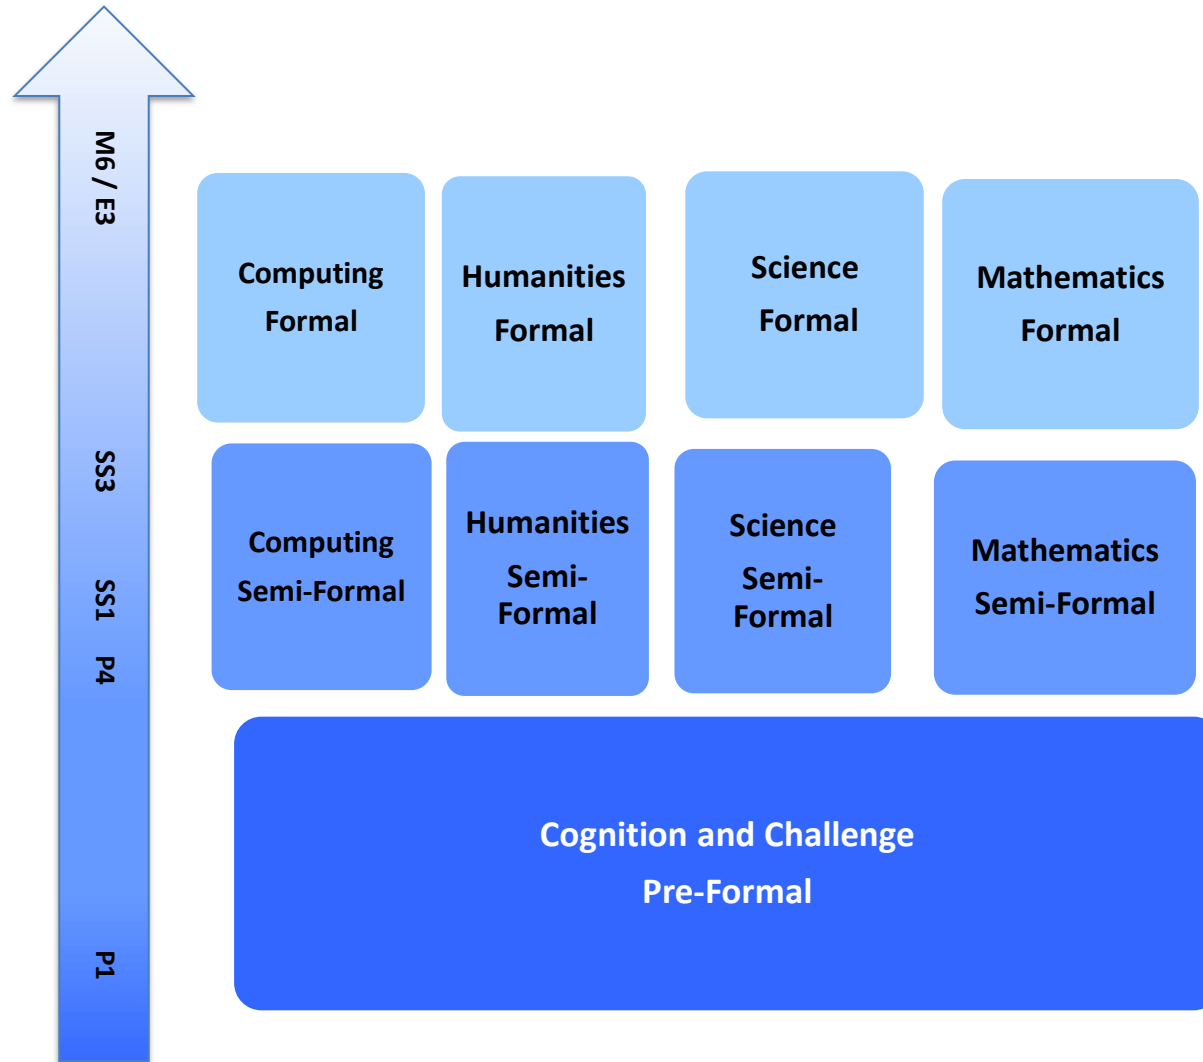 M6 / E3
SS3
SS1
P4
P1
Computing
Formal
Humanities
Formal
Science
Formal
Mathematics
Formal
Computing
Semi-Formal
Humanities
Semi-
Formal
Science
Semi-
Formal
Mathematics
Semi-Formal
Cognition and Challenge
Pre-Formal